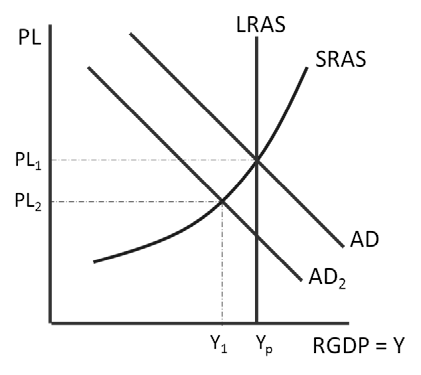 PL
LRAS
SRAS
PL₁
PL₂
AD
AD₂
Y₁
Yₚ
RGDP = Y